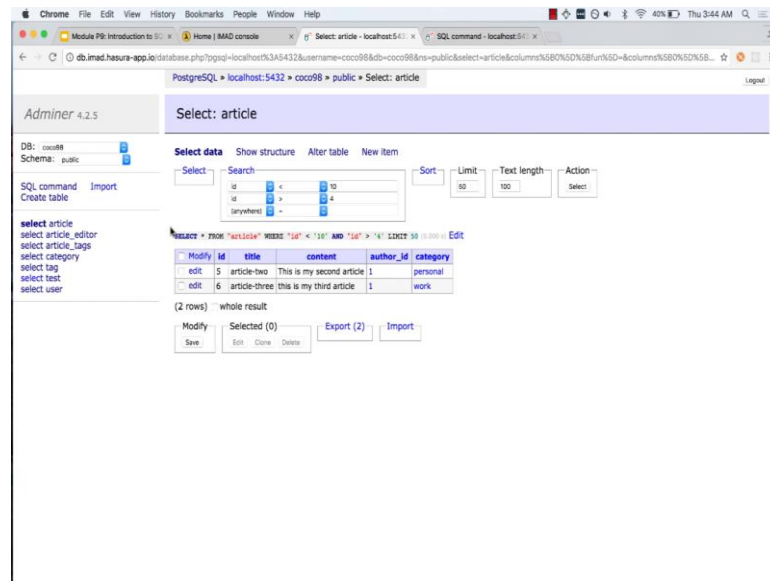 Chrome File Edit View History Bookmarks People Window Help 40% Thu 3:44 AM
Module P9: Introduction to SQ × Home | IMAD console × Select: article - localhost:543 × SQL command - localhost:543 ×
db.imad.hasura-app.io/database.php?pgsql=localhost%3A5432&username=coco98&db=coco98&ns=public&select=article&columns%5B0%5D%5Bfun%5D=&columns%5B0%5D%5B...
PostgreSQL » localhost:5432 » coco98 » public » Select: article
Logout
Adminer 4.2.5
Select: article
DB: coco98
Schema: public
SQL command Import
Create table
select article
select article_editor
select article_tags
select category
select tag
select test
select user
Select data Show structure Alter table New item
Select Search Sort Limit Text length Action
id < 10 50 100 Select
id > 4
(anywhere) =
SELECT * FROM "article" WHERE "id" < '10' AND "id" > '4' LIMIT 50 (0.000 s) Edit
Modify id title content author_id category
edit 5 article-two This is my second article 1 personal
edit 6 article-three this is my third article 1 work
(2 rows) whole result
Modify Selected (0) Export (2) Import
Save Edit Clone Delete